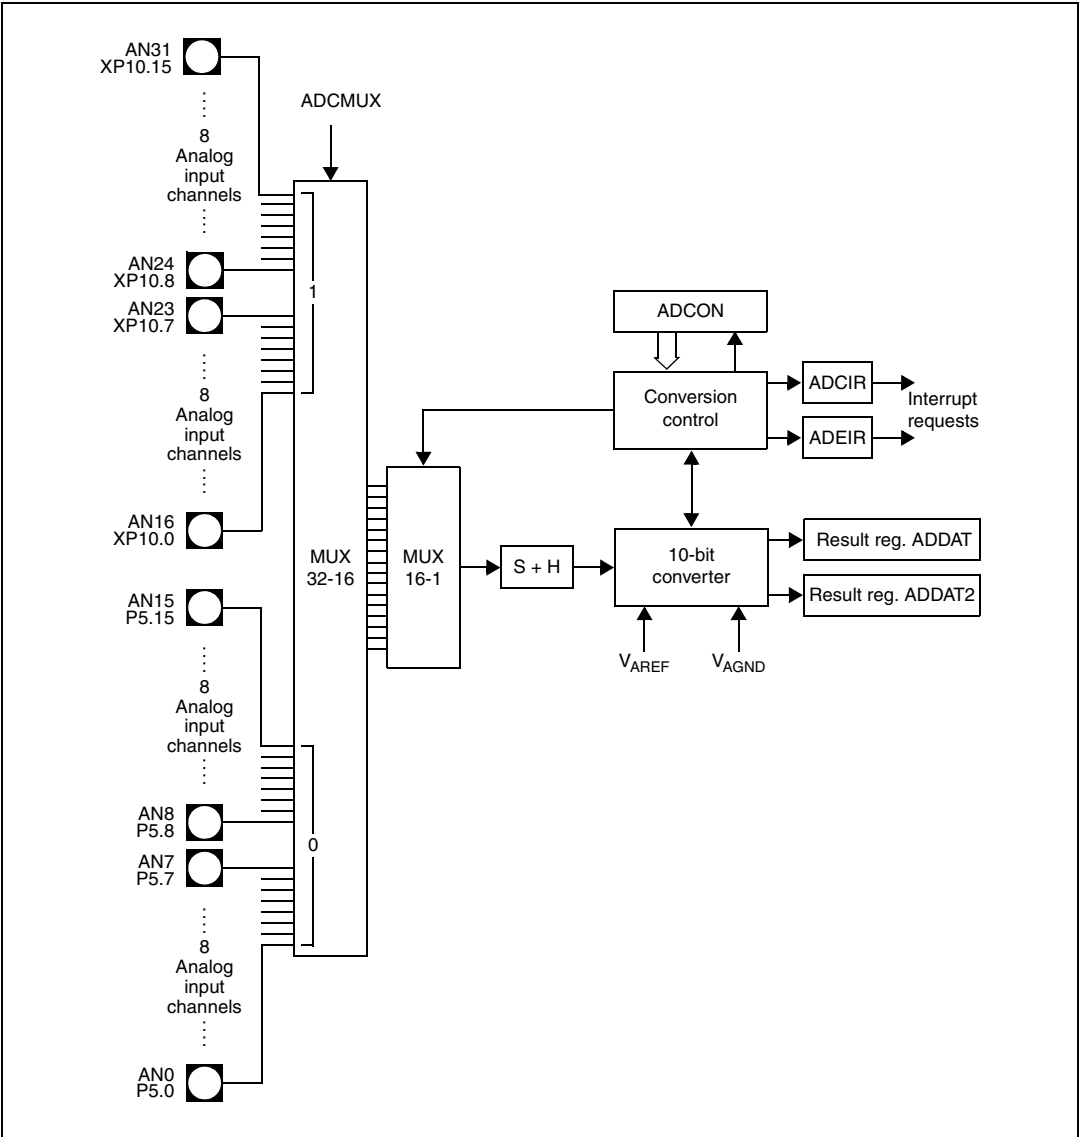 AN31
XP10.15
8
Analog
input
channels
AN24
XP10.8
AN23
XP10.7
8
Analog
input
channels
AN16
XP10.0
AN15
P5.15
8
Analog
input
channels
AN8
P5.8
AN7
P5.7
8
Analog
input
channels
AN0
P5.0
ADCMUX
1
0
MUX
32-16
MUX
16-1
S + H
ADCON
Conversion
control
ADCIR
ADEIR
Interrupt
requests
10-bit
converter
Result reg. ADDAT
Result reg. ADDAT2
VAREF
VAGND